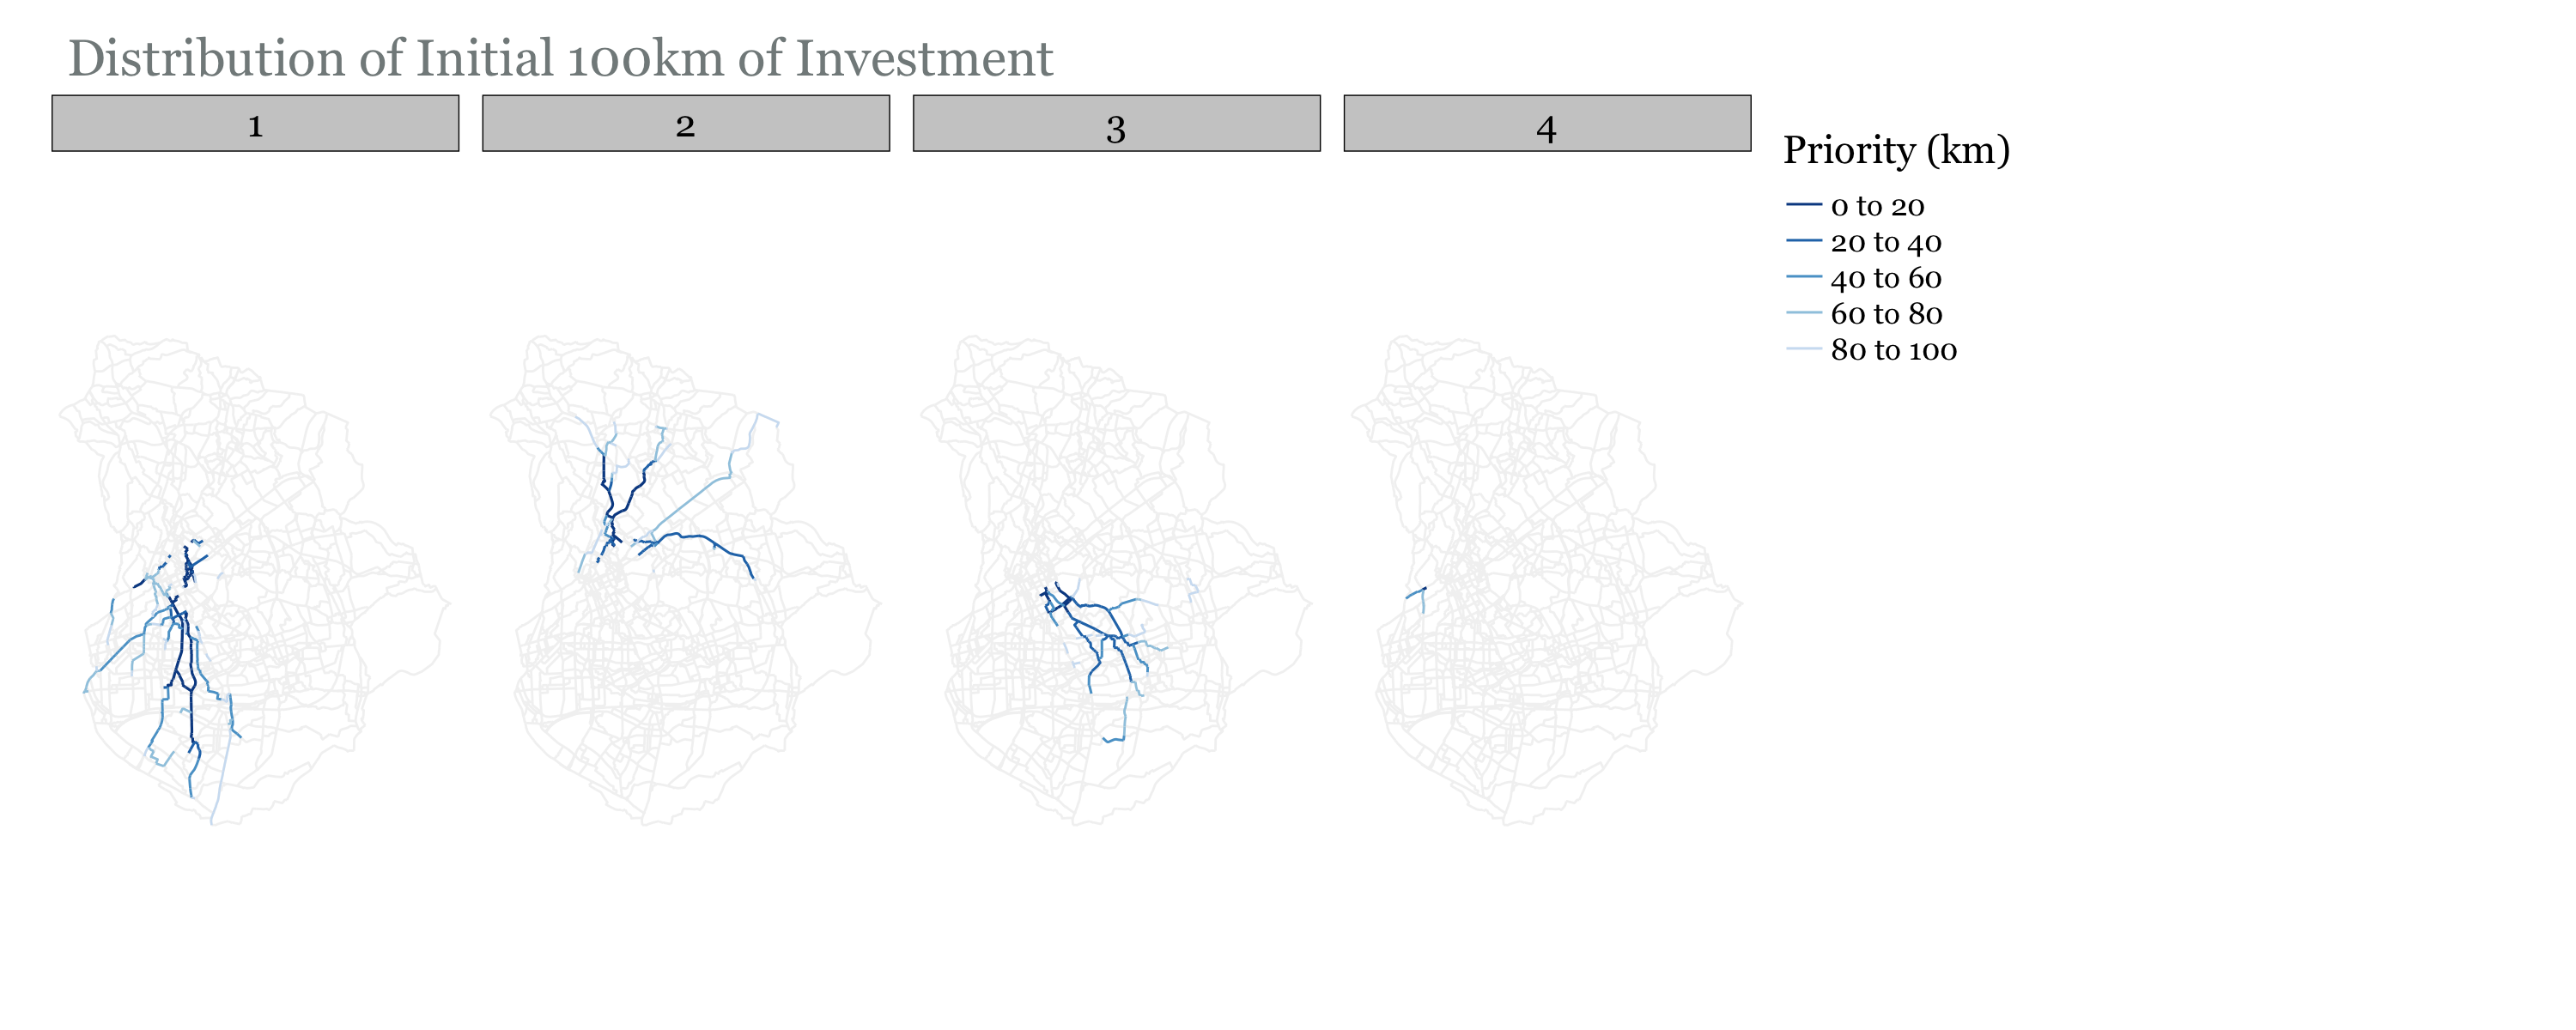 Distribution of Initial 100km of Investment
1
2
3
4
Priority (km)
0 to 20
20 to 40
40 to 60
60 to 80
80 to 100